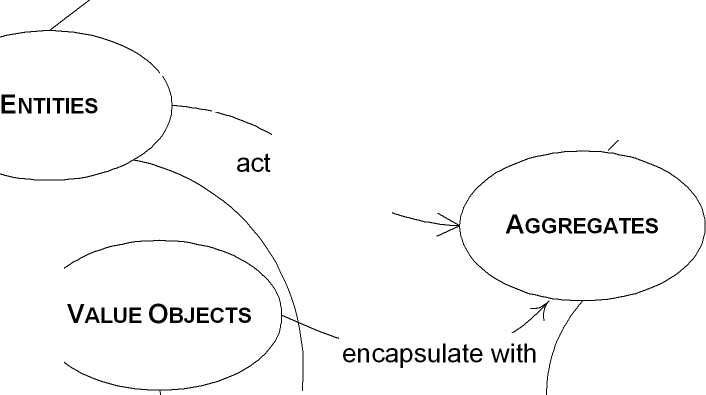 ENTITIES
act
AGGREGATES
VALUE OBJECTS
encapsulate with